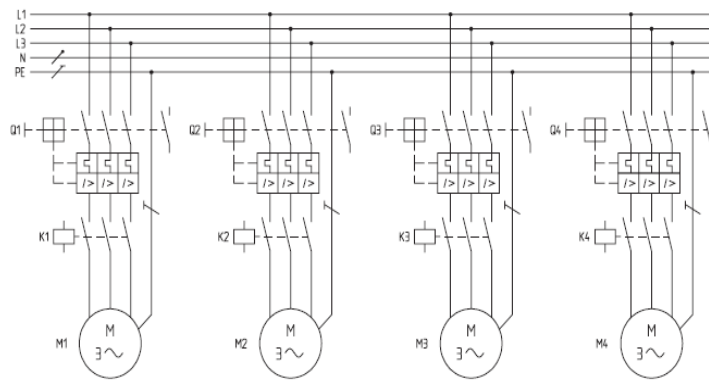 L1
L2
L3
N
PE
Q1 Q2 Q3 Q4
I> I> I> I> I> I> I> I> I> I> I> I>
K1 K2 K3 K4
M1 M M2 M M3 M M4 M
3~ 3~ 3~ 3~